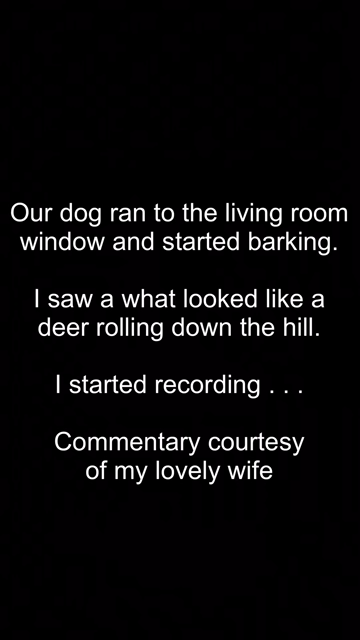 Our dog ran to the living room
window and started barking.
I saw a what looked like a
deer rolling down the hill.
I started recording . . .
Commentary courtesy
of my lovely wife